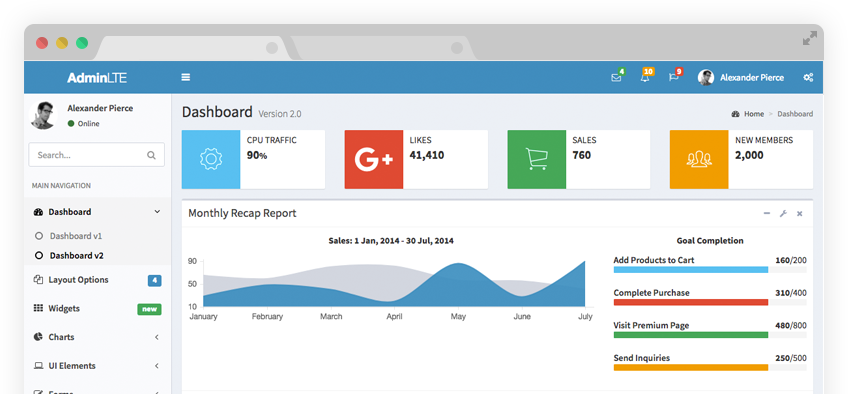 AdminLTE
4
10
9
Alexander Pierce
Alexander Pierce
Online
Search...
MAIN NAVIGATION
Dashboard
Dashboard v1
Dashboard v2
Layout Options 4
Widgets new
Charts
UI Elements
Forms
Dashboard Version 2.0
Home > Dashboard
CPU TRAFFIC
90%
G+
LIKES
41,410
SALES
760
NEW MEMBERS
2,000
Monthly Recap Report
Sales: 1 Jan, 2014 - 30 Jul, 2014
90
50
10
January February March April May June July
Goal Completion
Add Products to Cart 160/200
Complete Purchase 310/400
Visit Premium Page 480/800
Send Inquiries 250/500